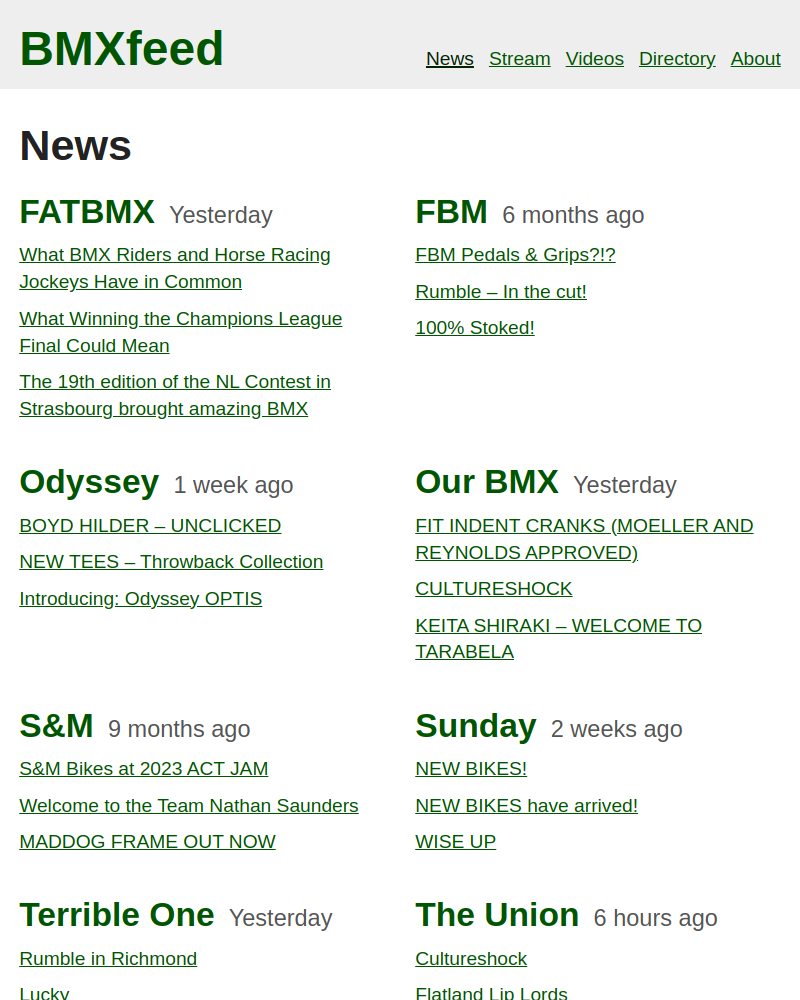 BMXfeed
News Stream Videos Directory About
News
FATBMX Yesterday
What BMX Riders and Horse Racing
Jockeys Have in Common
What Winning the Champions League
Final Could Mean
The 19th edition of the NL Contest in
Strasbourg brought amazing BMX
FBM 6 months ago
FBM Pedals & Grips?!?
Rumble – In the cut!
100% Stoked!
Odyssey 1 week ago
BOYD HILDER – UNCLICKED
NEW TEES – Throwback Collection
Introducing: Odyssey OPTIS
Our BMX Yesterday
FIT INDENT CRANKS (MOELLER AND
REYNOLDS APPROVED)
CULTURESHOCK
KEITA SHIRAKI – WELCOME TO
TARABELA
S&M 9 months ago
S&M Bikes at 2023 ACT JAM
Welcome to the Team Nathan Saunders
MADDOG FRAME OUT NOW
Sunday 2 weeks ago
NEW BIKES!
NEW BIKES have arrived!
WISE UP
Terrible One Yesterday
Rumble in Richmond
Lucky
The Union 6 hours ago
Cultureshock
Flatland Lip Lords